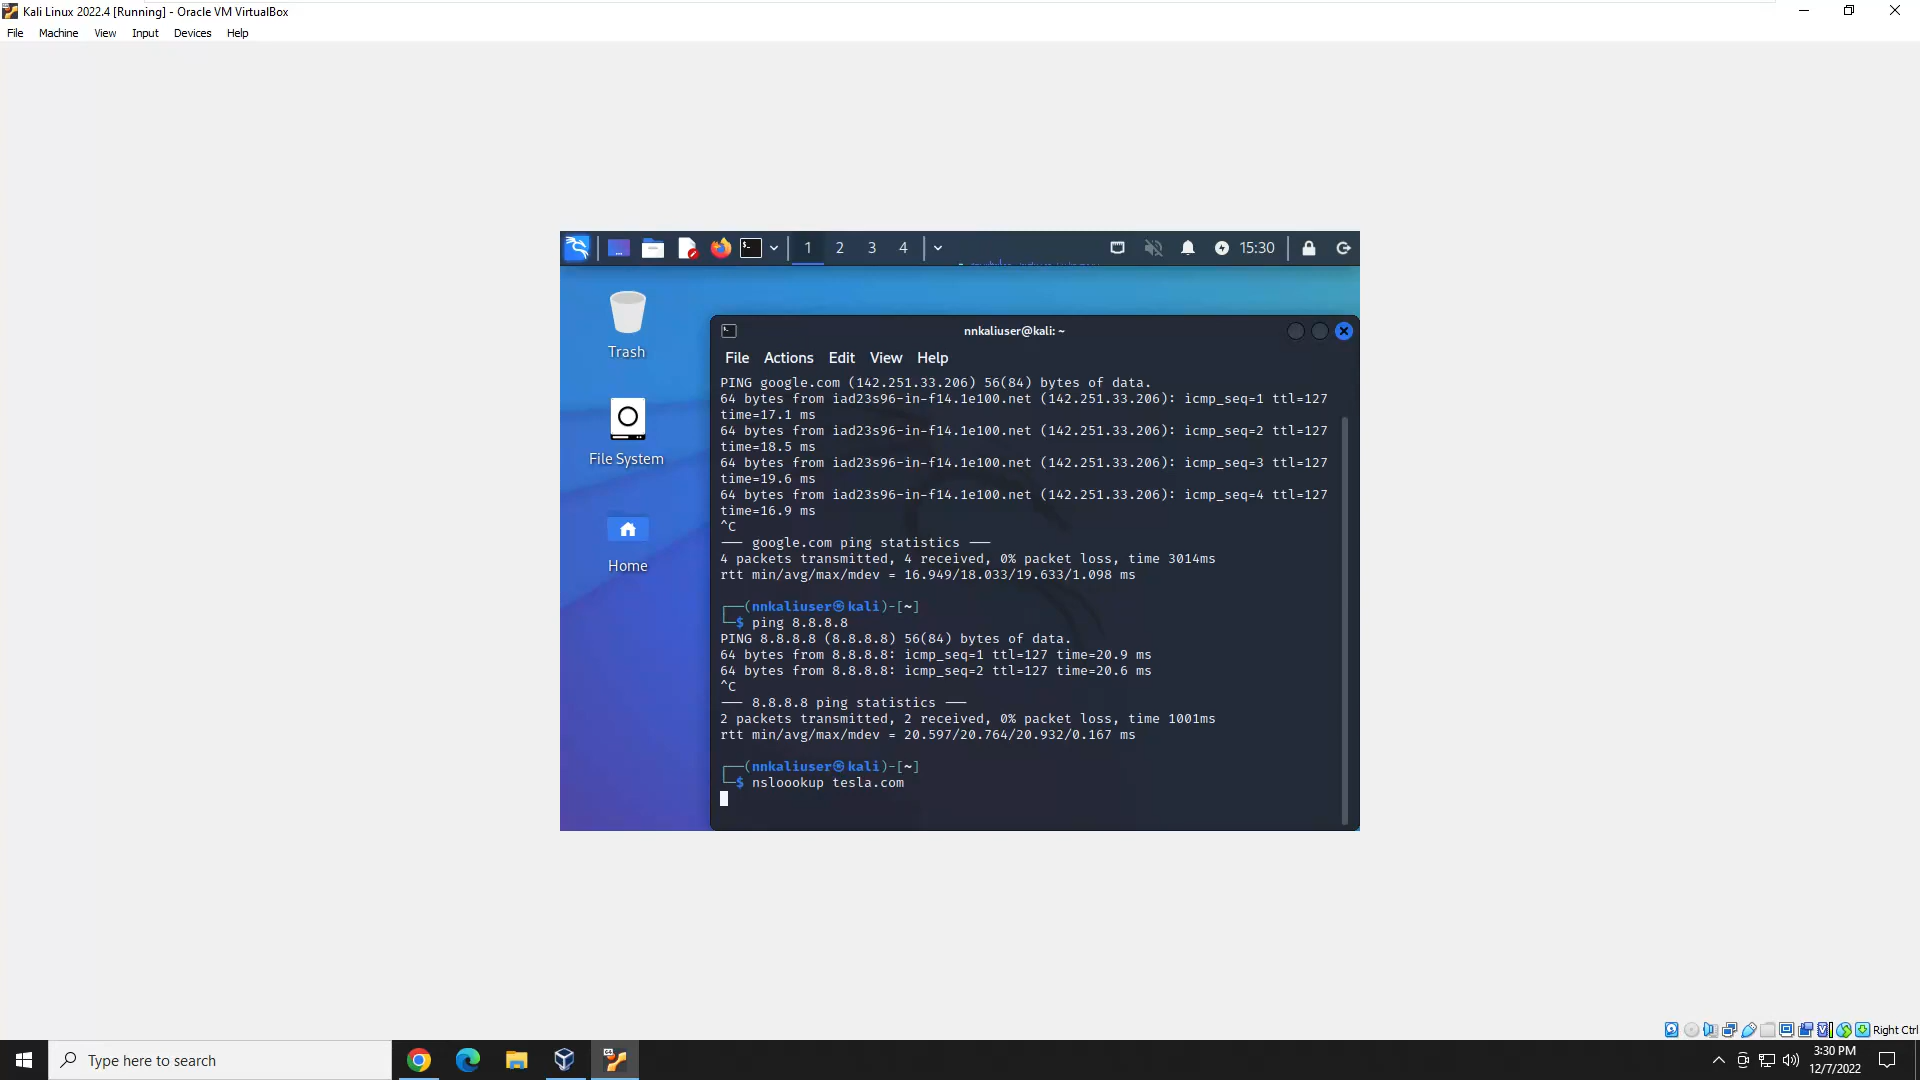 Kali Linux 2022.4 [Running] - Oracle VM VirtualBox
File Machine View Input Devices Help
1 2 3 4
15:30
Trash
File System
Home
nnkaliuser@kali: ~
File Actions Edit View Help
PING google.com (142.251.33.206) 56(84) bytes of data.
64 bytes from iad23s96-in-f14.1e100.net (142.251.33.206): icmp_seq=1 ttl=127
time=17.1 ms
64 bytes from iad23s96-in-f14.1e100.net (142.251.33.206): icmp_seq=2 ttl=127
time=18.5 ms
64 bytes from iad23s96-in-f14.1e100.net (142.251.33.206): icmp_seq=3 ttl=127
time=19.6 ms
64 bytes from iad23s96-in-f14.1e100.net (142.251.33.206): icmp_seq=4 ttl=127
time=16.9 ms
^C
─── google.com ping statistics ───
4 packets transmitted, 4 received, 0% packet loss, time 3014ms
rtt min/avg/max/mdev = 16.949/18.033/19.633/1.098 ms
┌──(nnkaliuser㉿kali)-[~]
└─$ ping 8.8.8.8
PING 8.8.8.8 (8.8.8.8) 56(84) bytes of data.
64 bytes from 8.8.8.8: icmp_seq=1 ttl=127 time=20.9 ms
64 bytes from 8.8.8.8: icmp_seq=2 ttl=127 time=20.6 ms
^C
─── 8.8.8.8 ping statistics ───
2 packets transmitted, 2 received, 0% packet loss, time 1001ms
rtt min/avg/max/mdev = 20.597/20.764/20.932/0.167 ms
┌──(nnkaliuser㉿kali)-[~]
└─$ nsloookup tesla.com
Right Ctrl
Type here to search
3:30 PM
12/7/2022